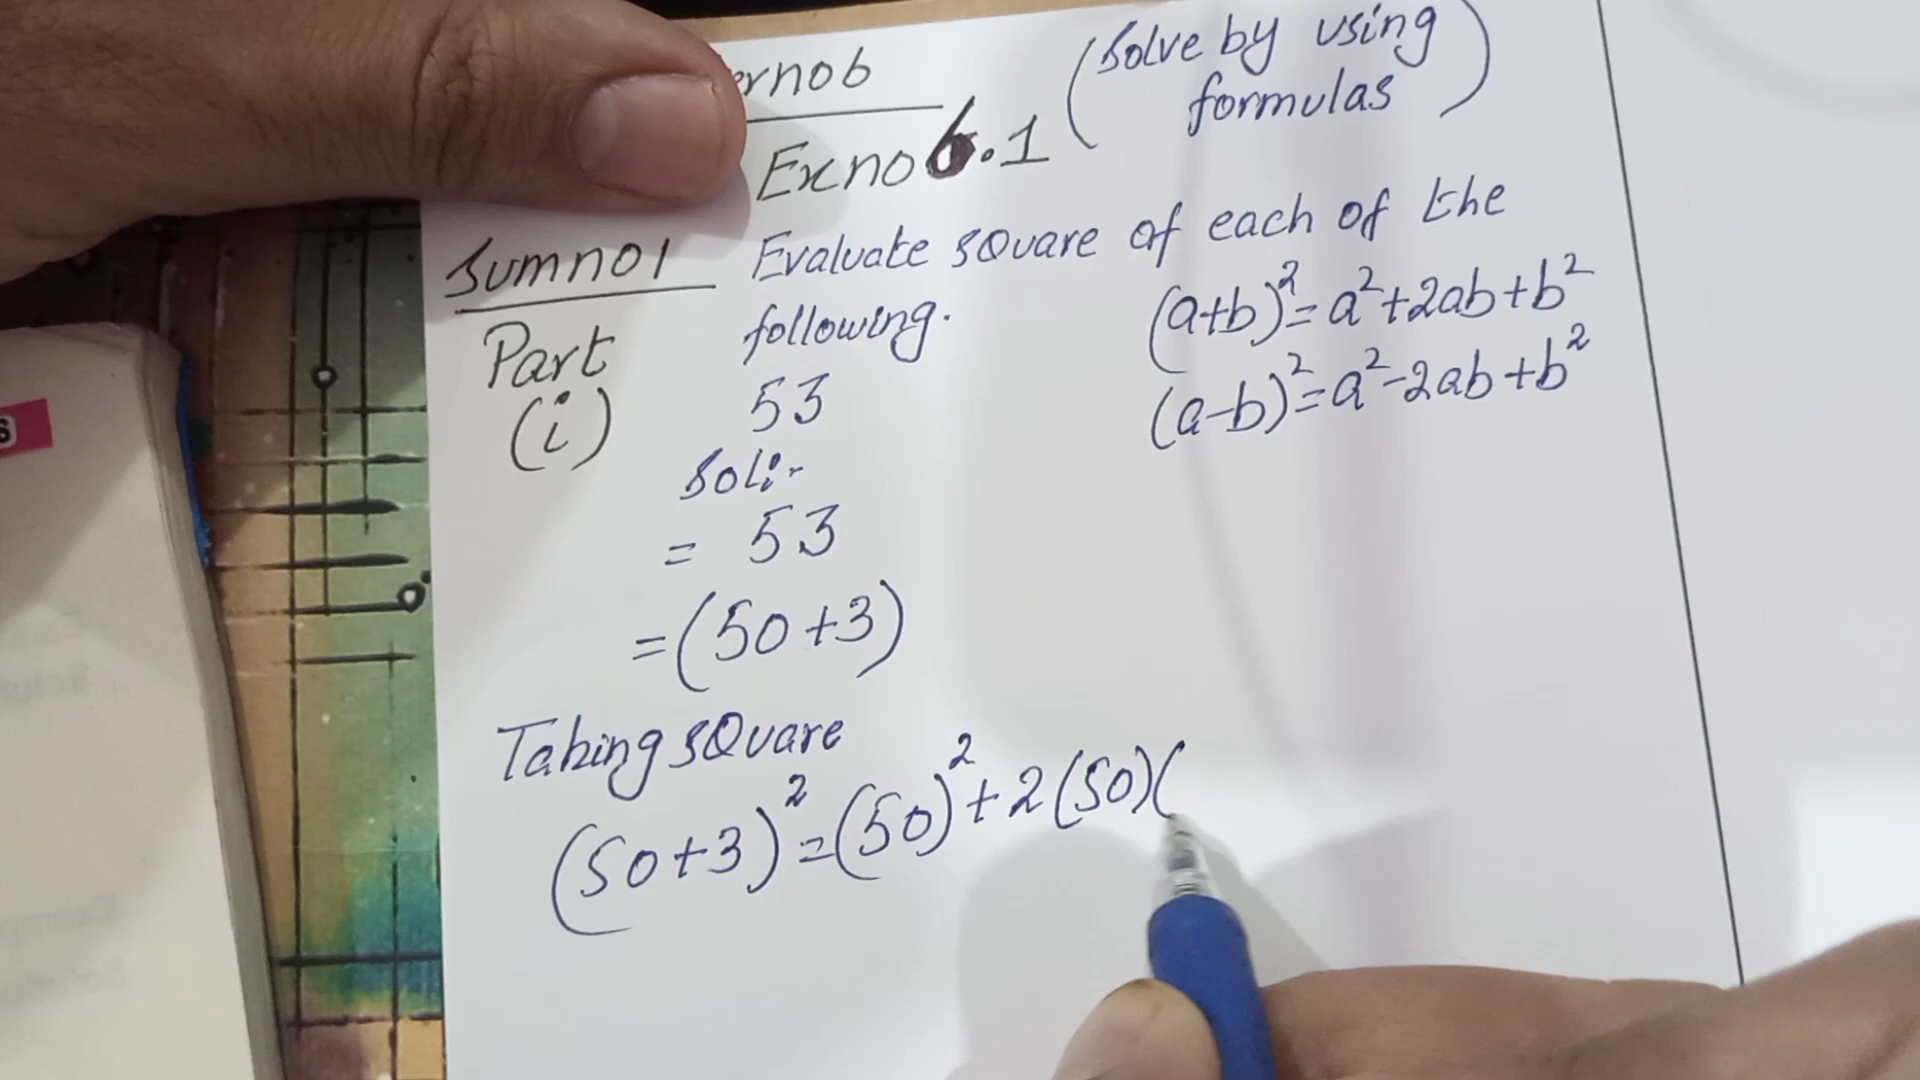 (Solve by using
formulas)
Exno 6.1
Sumno1 Evaluate square of each of the
following.
Part
(i)
(a+b)²=a²+2ab+b²
(a-b)²=a²-2ab+b²
53
Sol:-
= 53
=(50+3)
Taking square
(50+3)²=(50)²+2(50)(